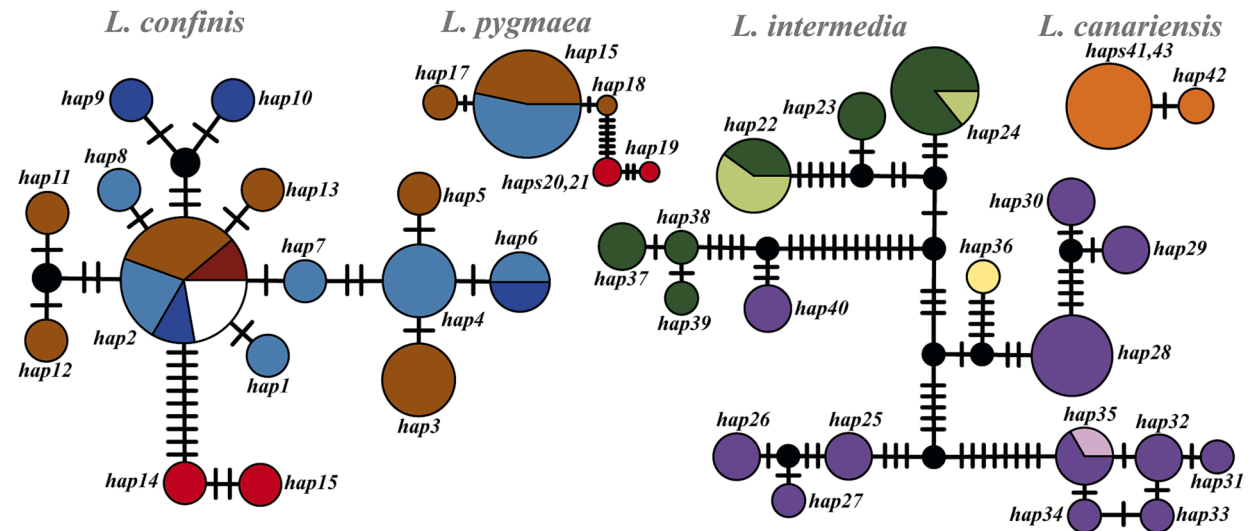 L. confinis
L. pygmaea
L. intermedia
L. canariensis
hap9
hap10
hap8
hap11
hap13
hap7
hap2
hap12
hap1
hap14
hap15
hap5
hap6
hap4
hap3
hap17
hap15
hap18
hap19
haps20,21
hap22
hap23
hap24
hap37
hap38
hap39
hap40
hap36
hap30
hap29
hap28
hap26
hap25
hap27
hap35
hap32
hap31
hap34
hap33
haps41,43
hap42